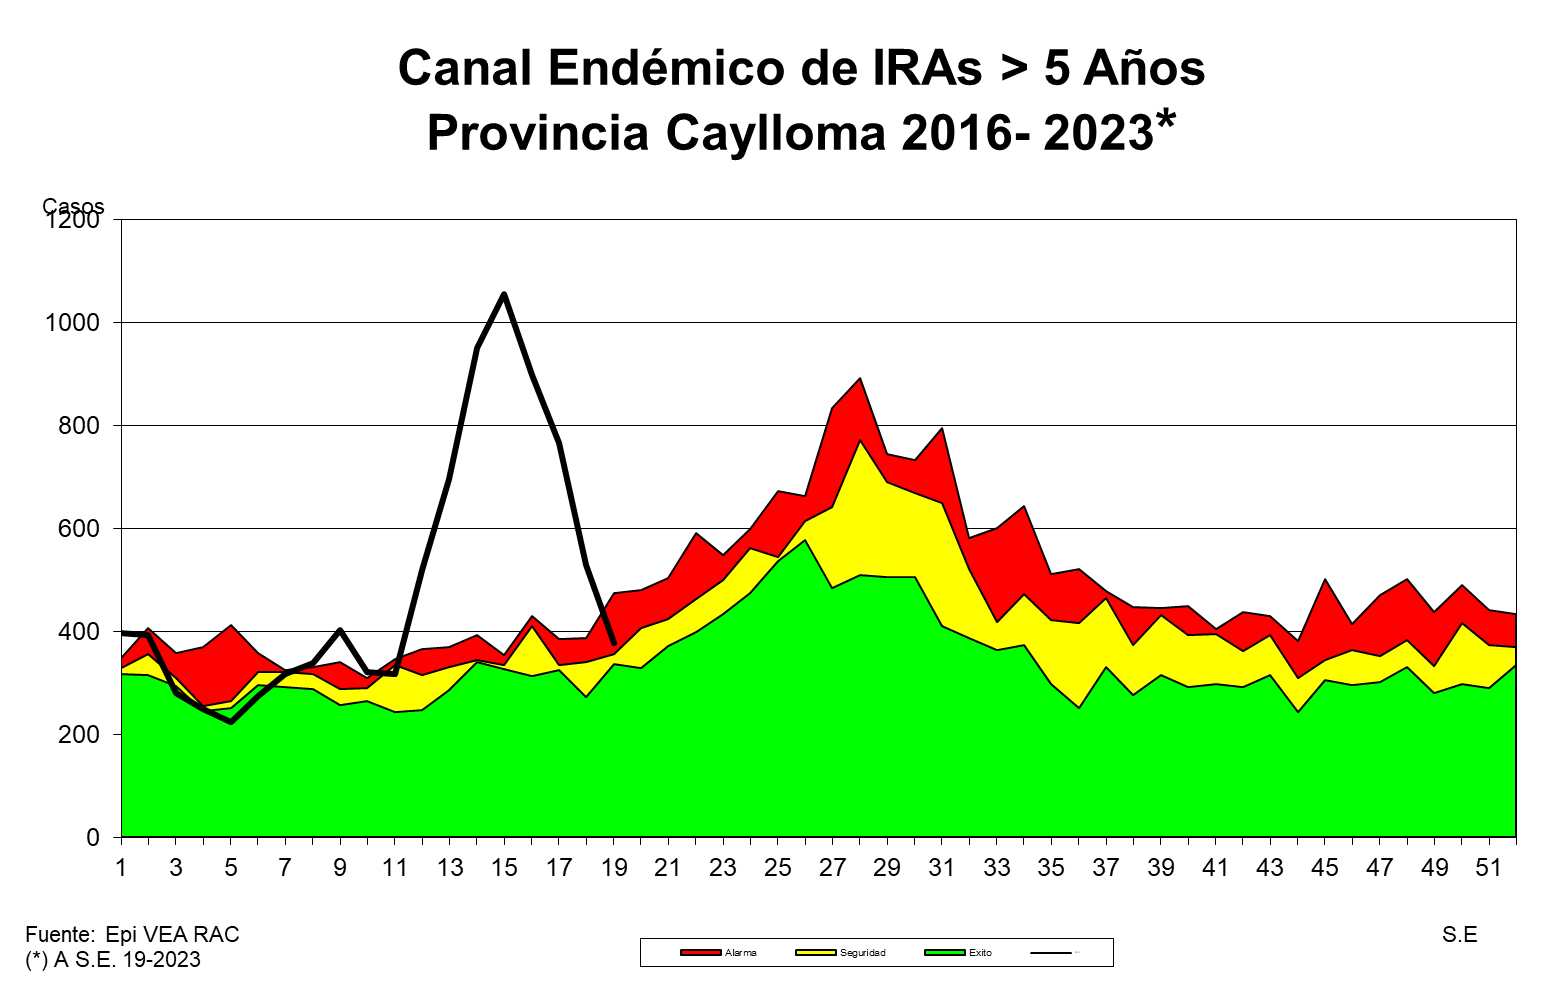 Canal Endémico de IRAs > 5 Años
Provincia Caylloma 2016- 2023*
Casos
1200
1000
800
600
400
200
0
1 3 5 7 9 11 13 15 17 19 21 23 25 27 29 31 33 35 37 39 41 43 45 47 49 51
Fuente: Epi VEA RAC
(*) A S.E. 19-2023
S.E
Alarma Seguridad Exito